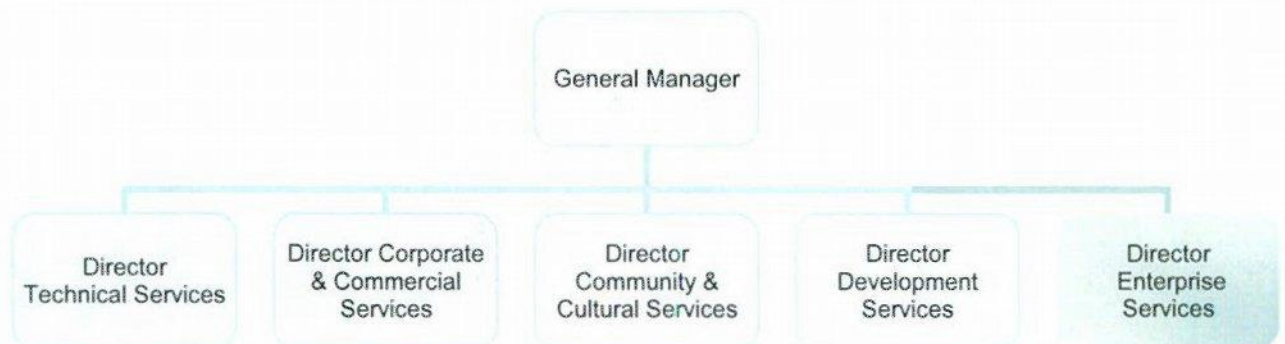 General Manager
Director
Technical Services
Director Corporate
& Commercial
Services
Director
Community &
Cultural Services
Director
Development
Services
Director
Enterprise
Services